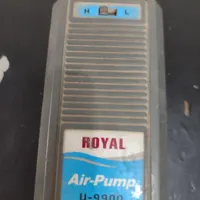 H L
ROYAL
Air-Pump
U-9900